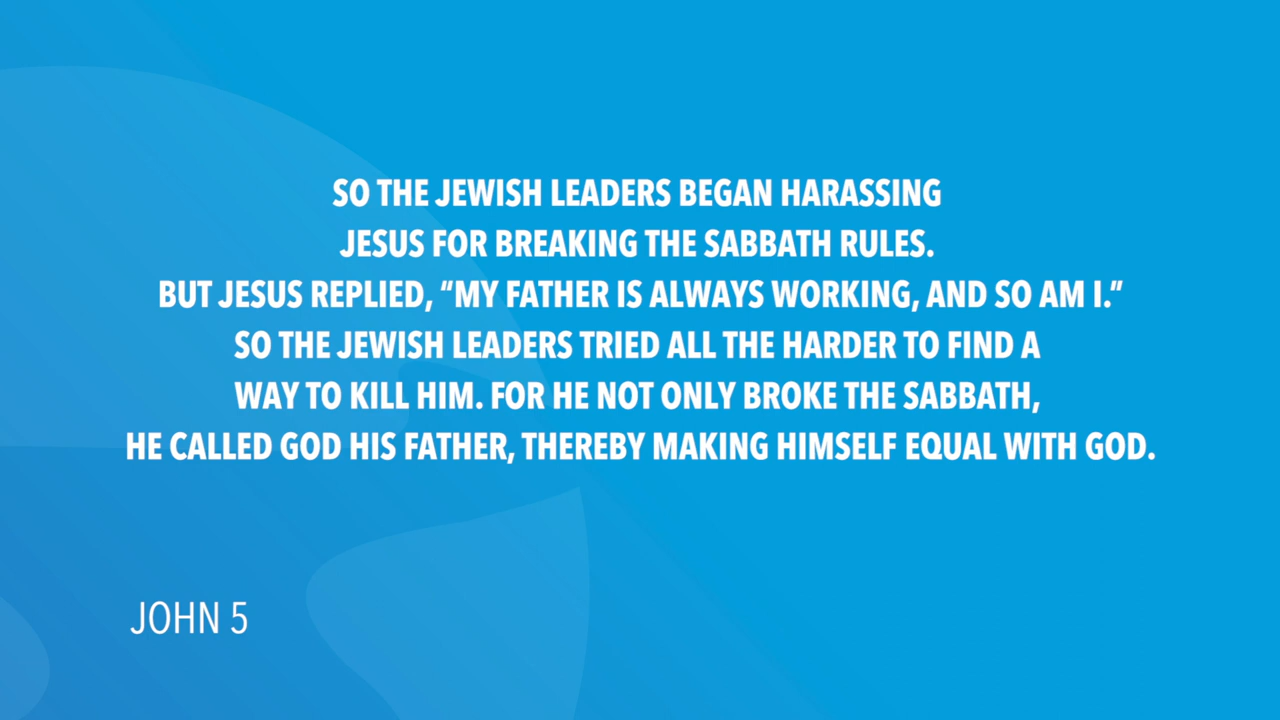 SO THE JEWISH LEADERS BEGAN HARASSING
JESUS FOR BREAKING THE SABBATH RULES.
BUT JESUS REPLIED, “MY FATHER IS ALWAYS WORKING, AND SO AM I.”
SO THE JEWISH LEADERS TRIED ALL THE HARDER TO FIND A
WAY TO KILL HIM. FOR HE NOT ONLY BROKE THE SABBATH,
HE CALLED GOD HIS FATHER, THEREBY MAKING HIMSELF EQUAL WITH GOD.
JOHN 5